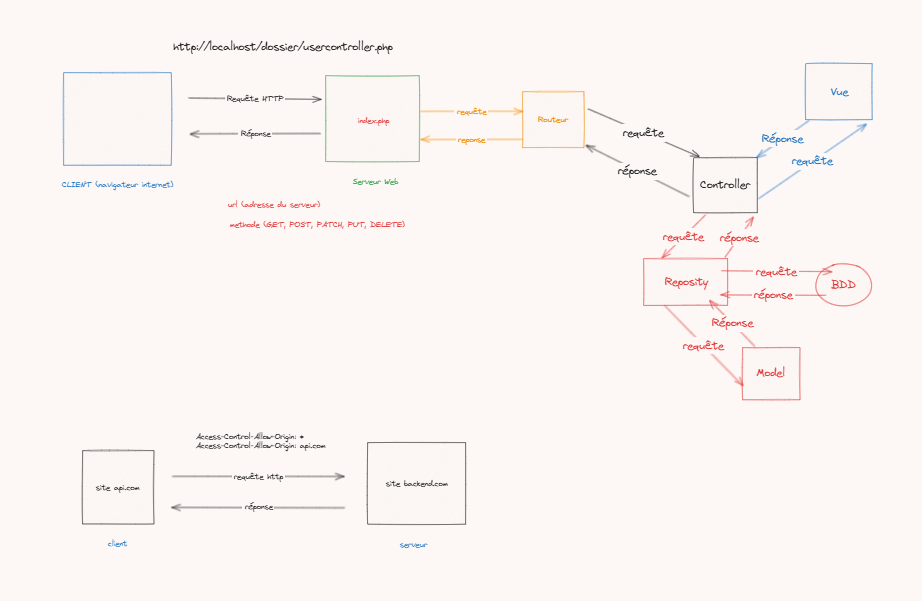 http://localhost/dossier/usercontroller.php
Requête HTTP
Réponse
CLIENT (navigateur internet)
index.php
Serveur Web
url (adresse du serveur)
methode (GET, POST, PATCH, PUT, DELETE)
requête
reponse
Routeur
requête
réponse
Controller
Vue
Réponse
requête
requête
réponse
Reposity
requête
réponse
BDD
Réponse
requête
Model
Access-Control-Allow-Origin: *
Access-Control-Allow-Origin: api.com
site api.com
requête http
réponse
site backend.com
client
serveur